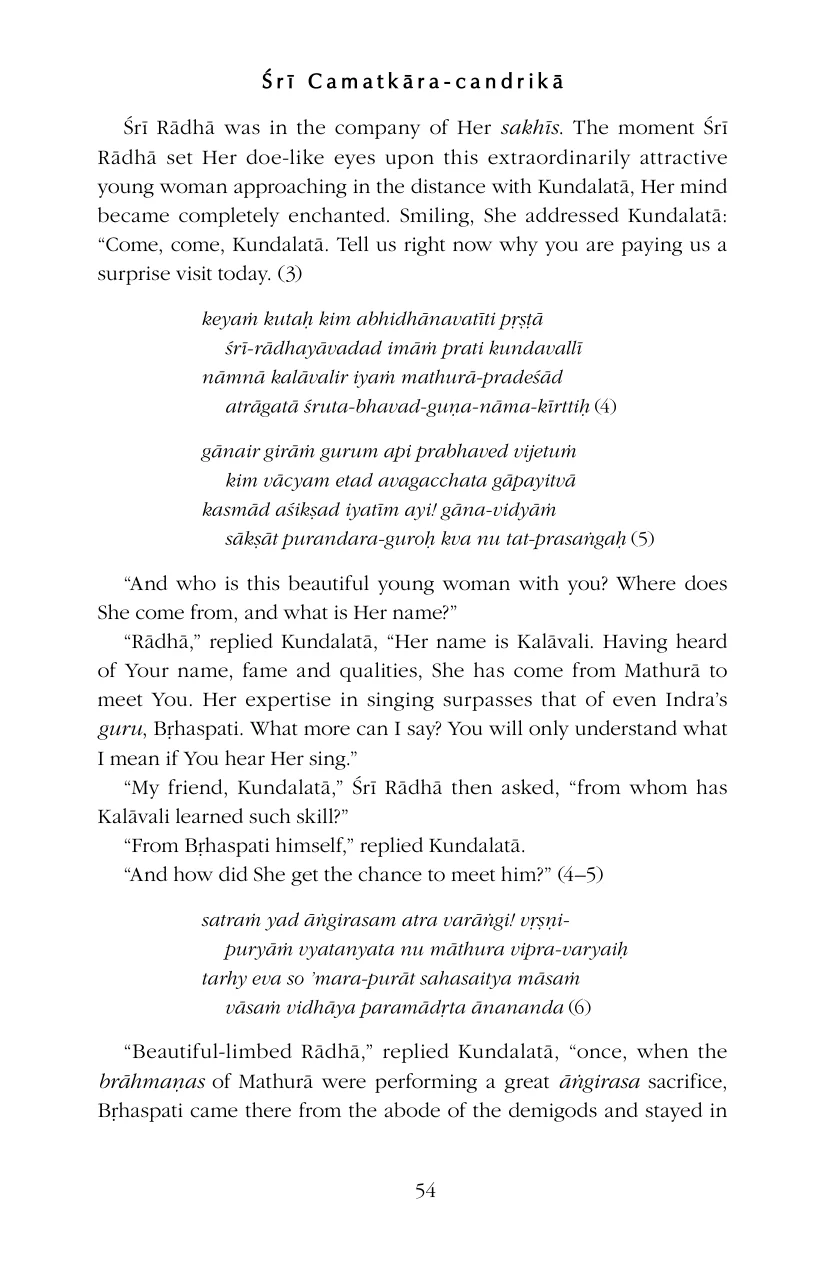 Śrī Camatkāra-candrikā
Śrī Rādhā was in the company of Her sakhīs. The moment Śrī
Rādhā set Her doe-like eyes upon this extraordinarily attractive
young woman approaching in the distance with Kundalatā, Her mind
became completely enchanted. Smiling, She addressed Kundalatā:
“Come, come, Kundalatā. Tell us right now why you are paying us a
surprise visit today. (3)
keyaṁ kutaḥ kim abhidhānavatīti pṛṣṭā
śrī-rādhayāvadad imāṁ prati kundavallī
nāmnā kalāvalir iyaṁ mathurā-pradeśād
atrāgatā śruta-bhavad-guṇa-nāma-kīrttiḥ (4)
gānair girāṁ gurum api prabhaved vijetuṁ
kim vācyam etad avagacchata gāpayitvā
kasmād aśikṣad iyatīm ayi! gāna-vidyāṁ
sākṣāt purandara-guroḥ kva nu tat-prasaṅgaḥ (5)
“And who is this beautiful young woman with you? Where does
She come from, and what is Her name?”
“Rādhā,” replied Kundalatā, “Her name is Kalāvali. Having heard
of Your name, fame and qualities, She has come from Mathurā to
meet You. Her expertise in singing surpasses that of even Indra’s
guru, Bṛhaspati. What more can I say? You will only understand what
I mean if You hear Her sing.”
“My friend, Kundalatā,” Śrī Rādhā then asked, “from whom has
Kalāvali learned such skill?”
“From Bṛhaspati himself,” replied Kundalatā.
“And how did She get the chance to meet him?” (4–5)
satraṁ yad āṅgirasam atra varāṅgi! vṛṣṇi-
puryāṁ vyatanyata nu māthura vipra-varyaiḥ
tarhy eva so ’mara-purāt sahasaitya māsaṁ
vāsaṁ vidhāya paramādṛta ānananda (6)
“Beautiful-limbed Rādhā,” replied Kundalatā, “once, when the
brāhmaṇas of Mathurā were performing a great āṅgirasa sacrifice,
Bṛhaspati came there from the abode of the demigods and stayed in
54